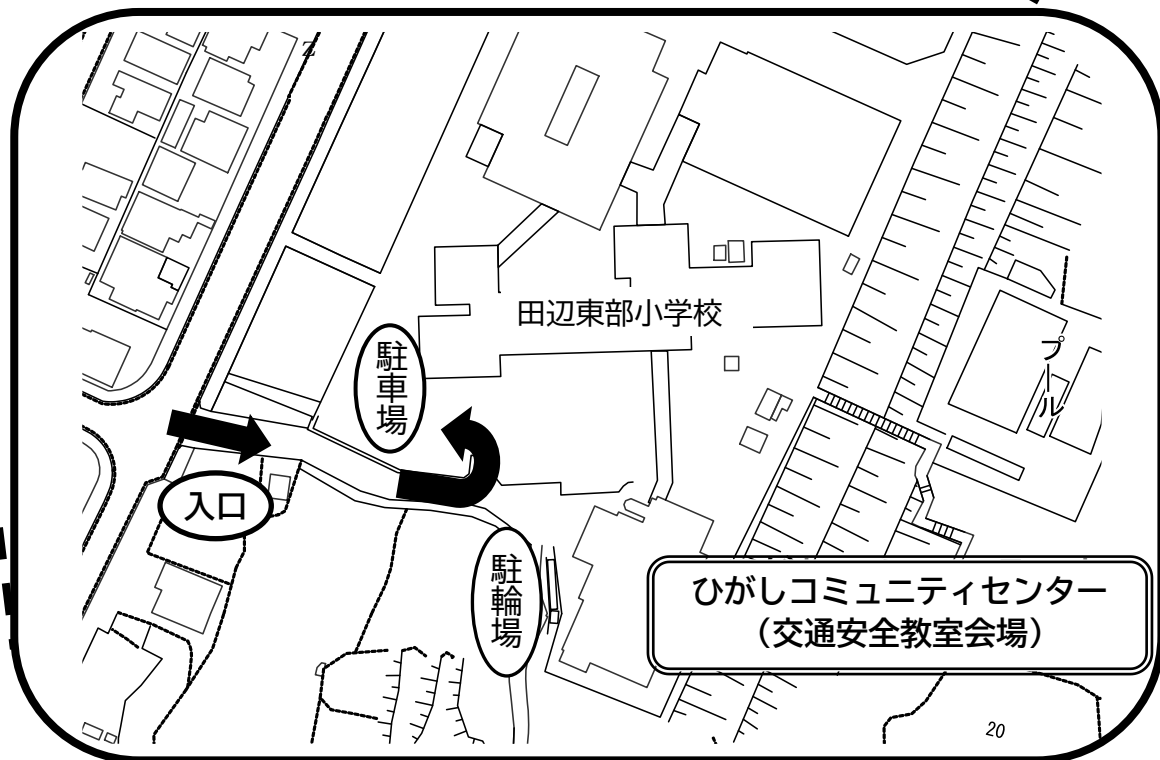 Z
田辺東部小学校
駐車場
プール
入口
駐輪場
ひがしコミュニティセンター
（交通安全教室会場）
20